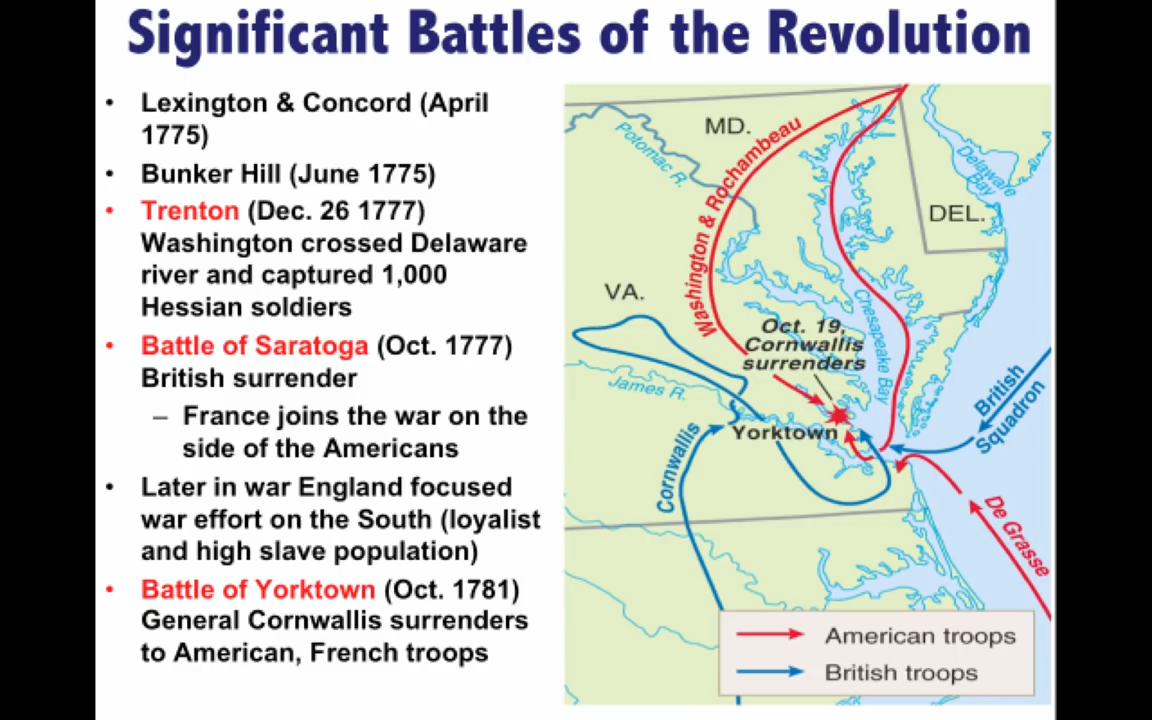 Significant Battles of the Revolution
• Lexington & Concord (April
1775)
• Bunker Hill (June 1775)
• Trenton (Dec. 26 1777)
Washington crossed Delaware
river and captured 1,000
Hessian soldiers
• Battle of Saratoga (Oct. 1777)
British surrender
– France joins the war on the
side of the Americans
• Later in war England focused
war effort on the South (loyalist
and high slave population)
• Battle of Yorktown (Oct. 1781)
General Cornwallis surrenders
to American, French troops
MD.
Potomac R.
Washington & Rochambeau
Delaware
Bay
DEL.
VA.
Chesapeake Bay
Oct. 19,
Cornwallis
surrenders
James R.
British
Squadron
Yorktown
Cornwallis
De Grasse
American troops
British troops